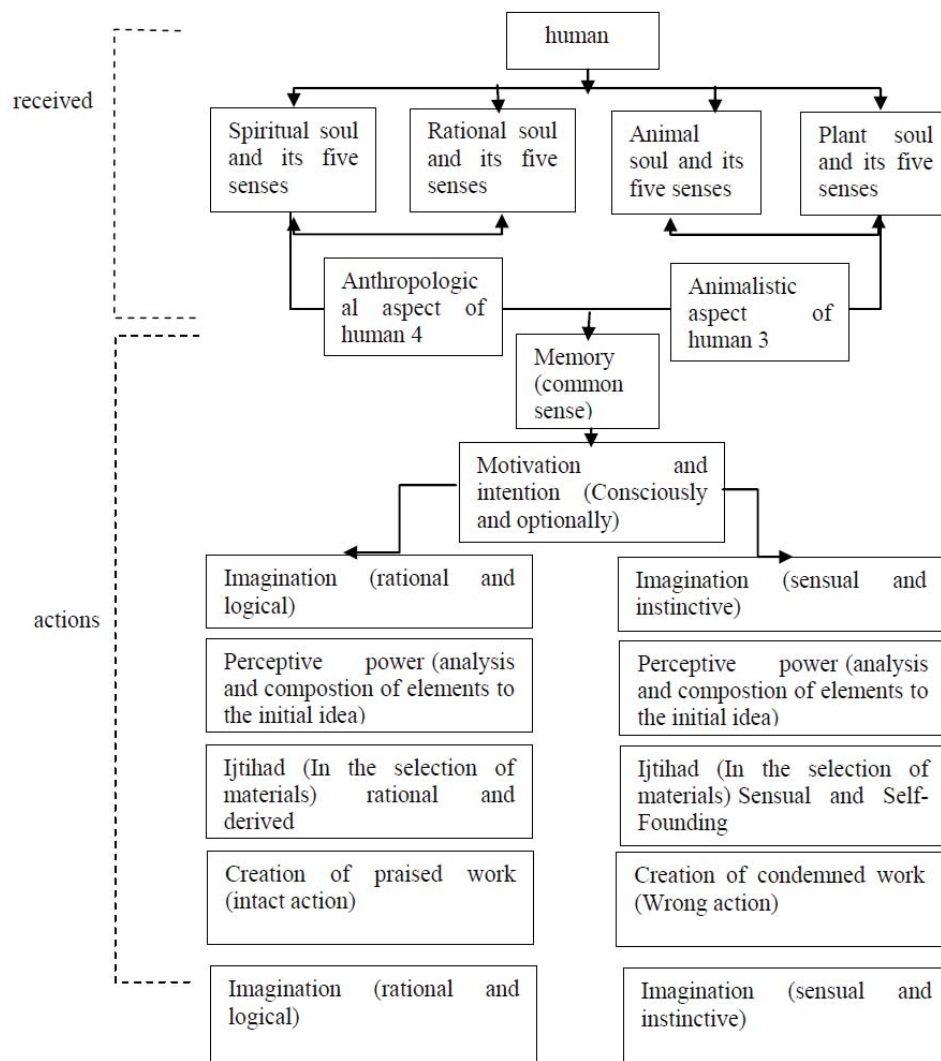 human
received
Spiritual soul
and its five
senses
Rational soul
and its five
senses
Animal
soul and its
five senses
Plant soul
and its five
senses
Anthropologic
al aspect of
human 4
Animalistic
aspect of
human 3
Memory
(common
sense)
Motivation and
intention (Consciously
and optionally)
actions
Imagination (rational and
logical)
Imagination (sensual and
instinctive)
Perceptive power (analysis
and compostion of elements to
the initial idea)
Perceptive power (analysis
and compostion of elements to
the initial idea)
Ijtihad (In the selection of
materials) rational and
derived
Ijtihad (In the selection of
materials) Sensual and Self-
Founding
Creation of praised work
(intact action)
Creation of condemned work
(Wrong action)
Imagination (rational and
logical)
Imagination (sensual and
instinctive)